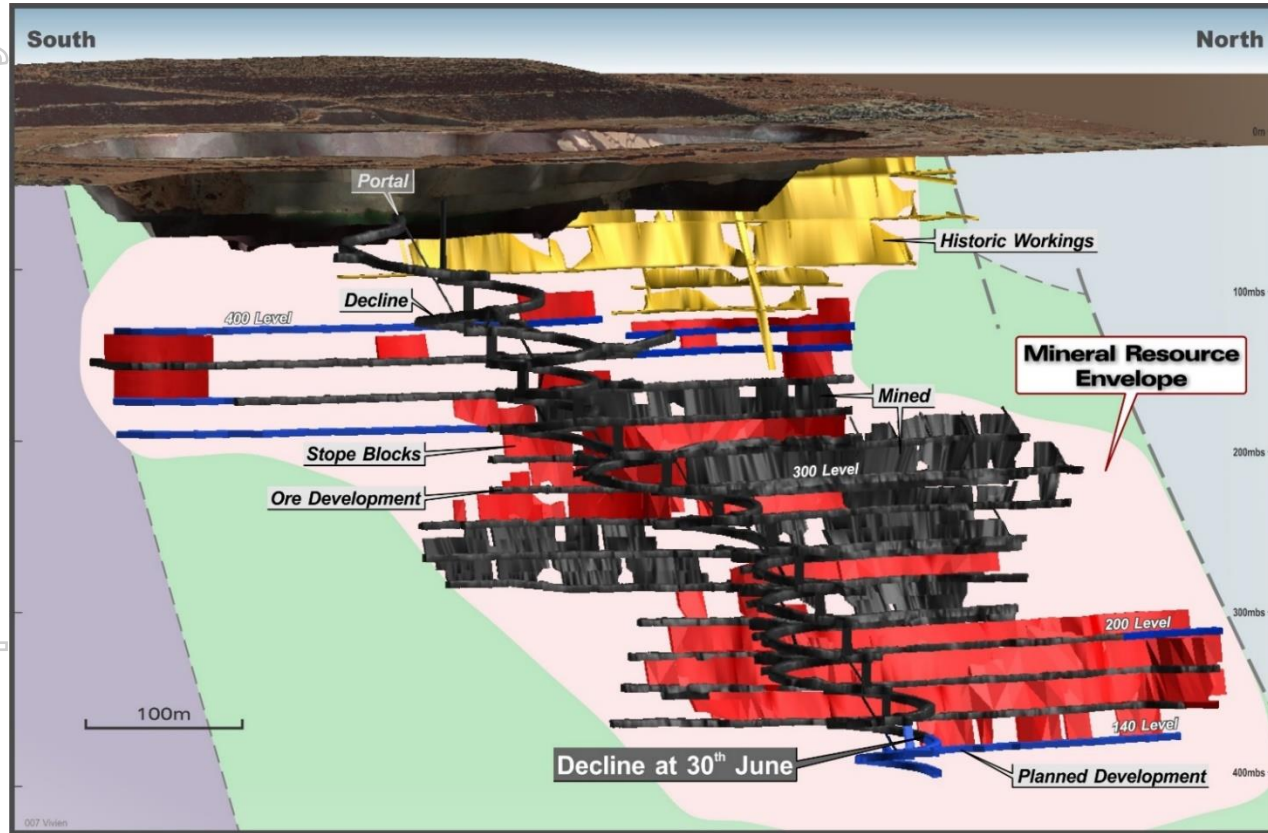 South
North
0m
Portal
Historic Workings
Decline
100mbs
400 Level
Mineral Resource
Envelope
Mined
Stope Blocks
200mbs
300 Level
Ore Development
300mbs
200 Level
100m
140 Level
Decline at 30th June
Planned Development
400mbs
007 Vivien